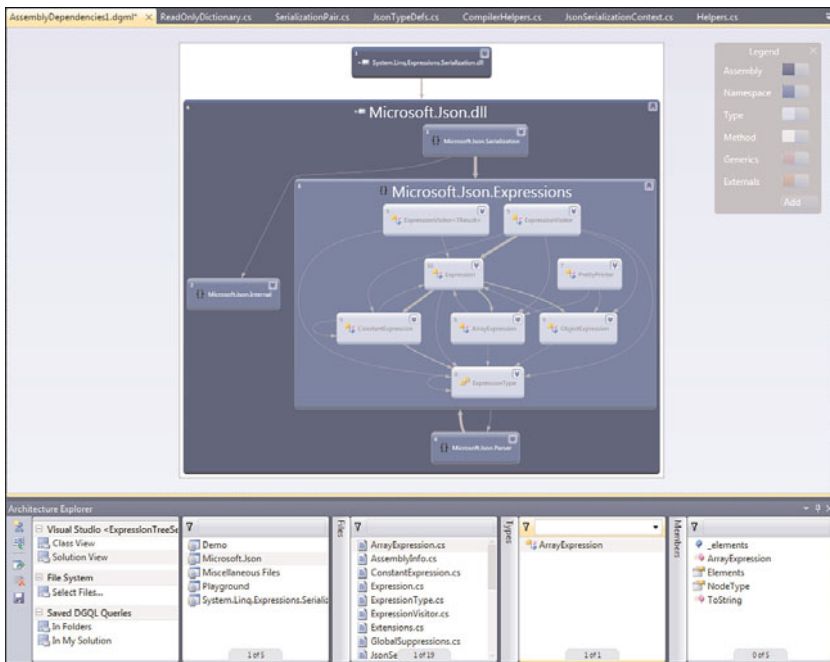 AssemblyDependencies1.dgml* × ReadOnlyDictionary.cs SerializationPair.cs JsonTypeDefs.cs CompilerHelpers.cs JsonSerializationContext.cs Helpers.cs
System.Linq.Expressions.Serialization.dll
Microsoft.Json.dll
{} Microsoft.Json.Serialization
{} Microsoft.Json.Expressions
ExpressionVisitor<TResult>
ExpressionVisitor
Expression
PrettyPrinter
{} Microsoft.Json.Internal
ConstantExpression
ArrayExpression
ObjectExpression
ExpressionType
{} Microsoft.Json.Parser
Legend
Assembly
Namespace
Type
Method
Generics
Externals
Add
Architecture Explorer
Visual Studio <ExpressionTreeSe
Class View
Solution View
File System
Select Files...
Saved DGQL Queries
In Folders
In My Solution
Demo
Microsoft.Json
Miscellaneous Files
Playground
System.Linq.Expressions.Serializ
1 of 5
Files
ArrayExpression.cs
AssemblyInfo.cs
ConstantExpression.cs
Expression.cs
ExpressionType.cs
ExpressionVisitor.cs
Extensions.cs
GlobalSuppressions.cs
JsonSe
1 of 19
Types
ArrayExpression
1 of 1
Members
_elements
ArrayExpression
Elements
NodeType
ToString
0 of 5